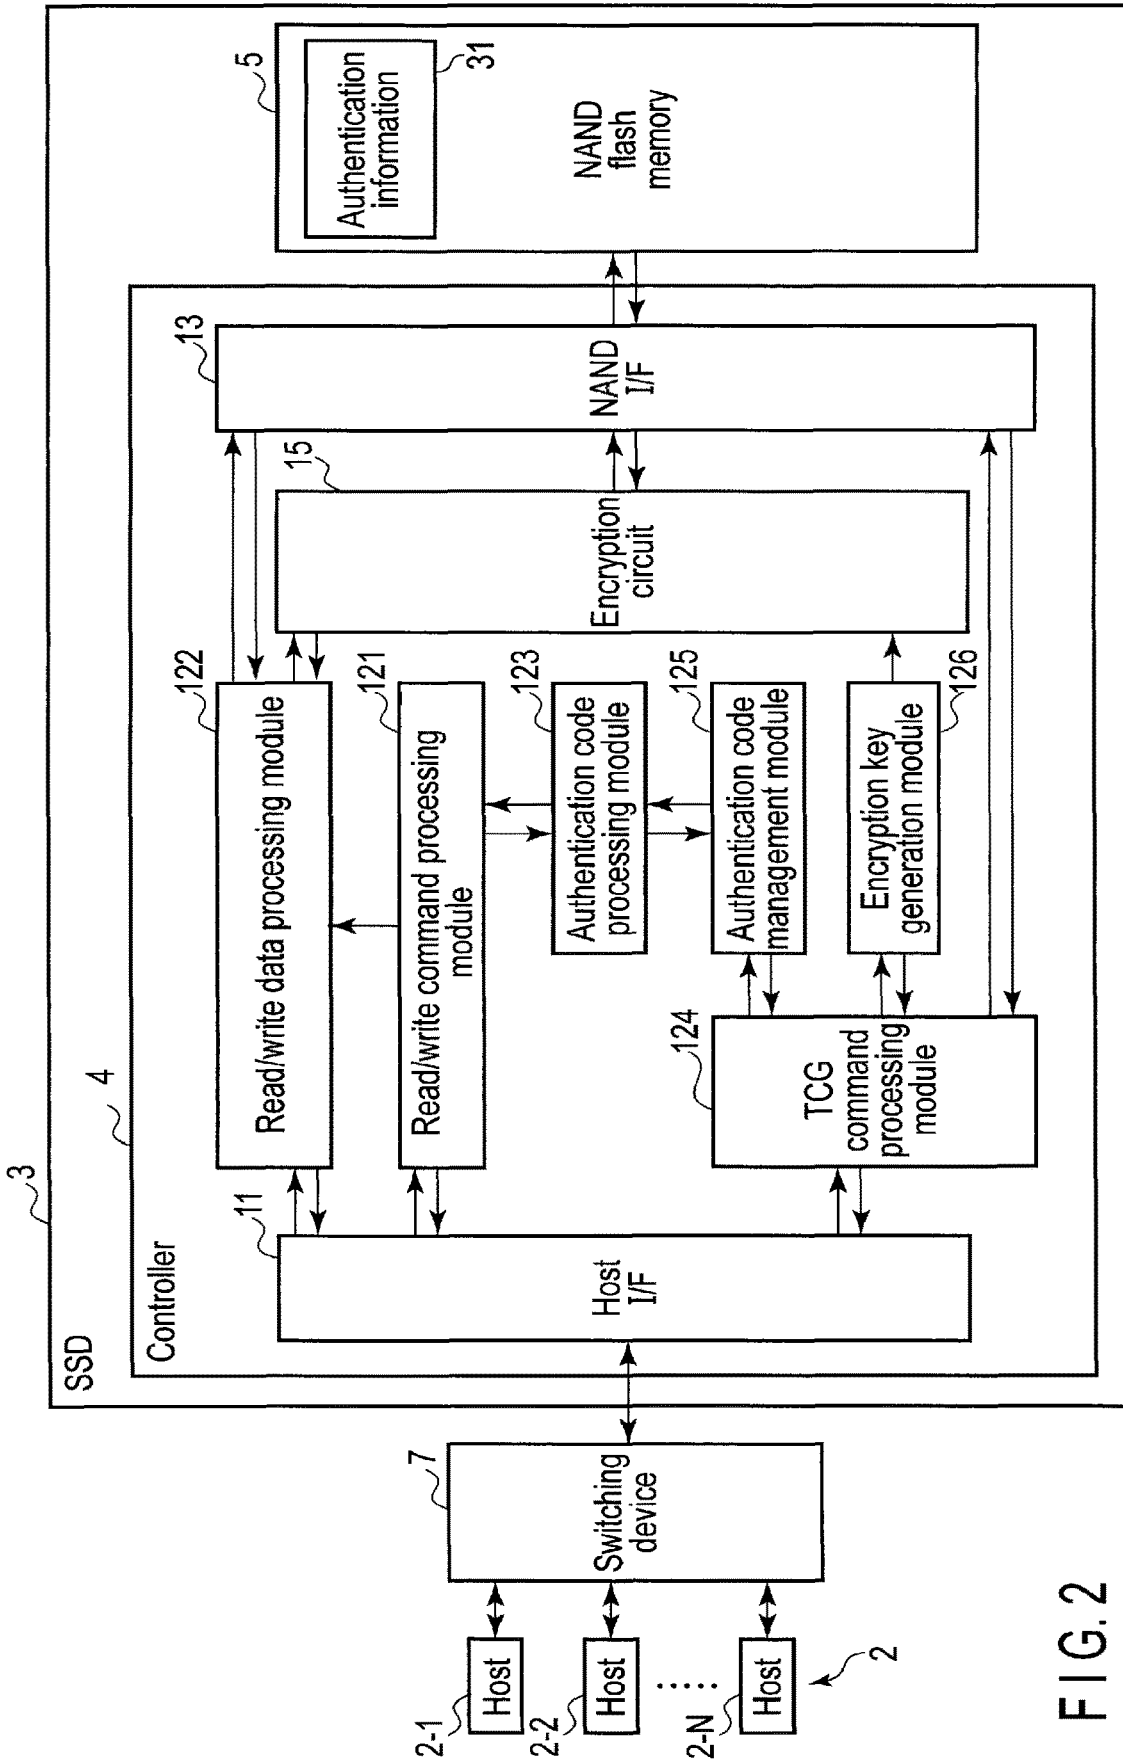 3
SSD
4
Controller
2-1
Host
2-2
Host
......
2-N
Host
2
7
Switching
device
11
Host
I/F
122
Read/write data processing module
121
Read/write command processing
module
123
Authentication code
processing module
125
Authentication code
management module
124
TCG
command
processing
module
Encryption key
generation module
126
15
Encryption
circuit
13
NAND
I/F
5
Authentication
information
31
NAND
flash
memory
FIG. 2